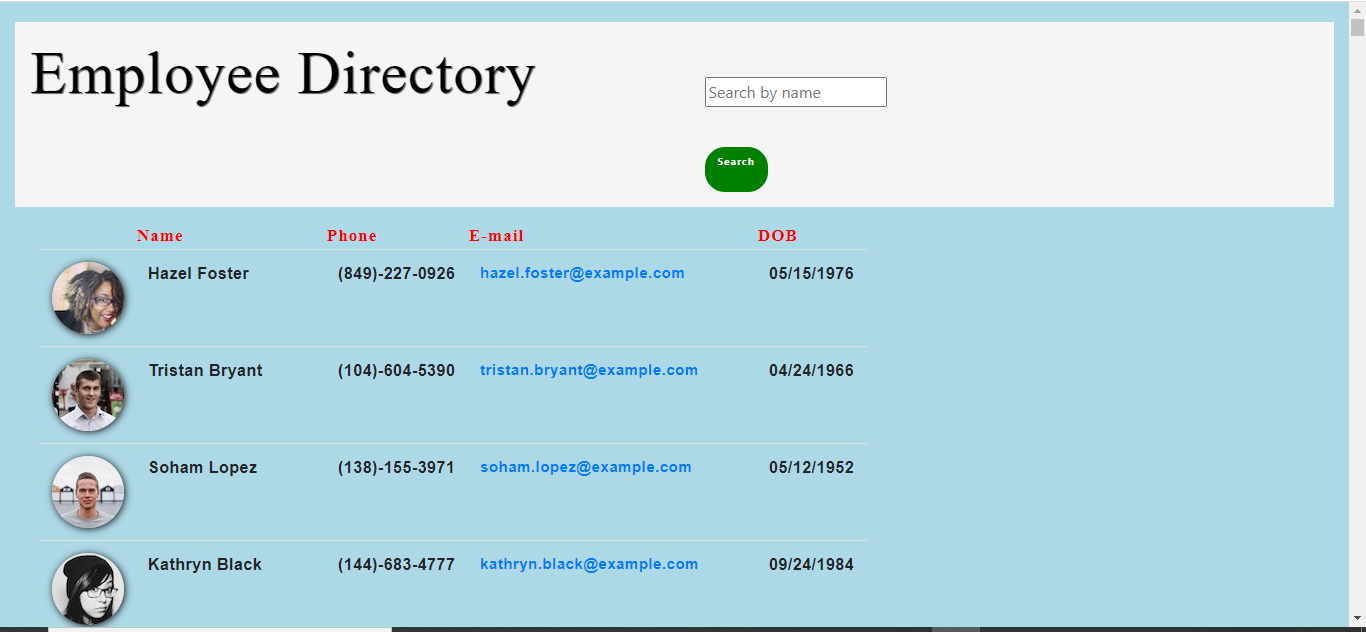 Employee Directory
Search by name
Search
Name Phone E-mail DOB
Hazel Foster (849)-227-0926 hazel.foster@example.com 05/15/1976
Tristan Bryant (104)-604-5390 tristan.bryant@example.com 04/24/1966
Soham Lopez (138)-155-3971 soham.lopez@example.com 05/12/1952
Kathryn Black (144)-683-4777 kathryn.black@example.com 09/24/1984